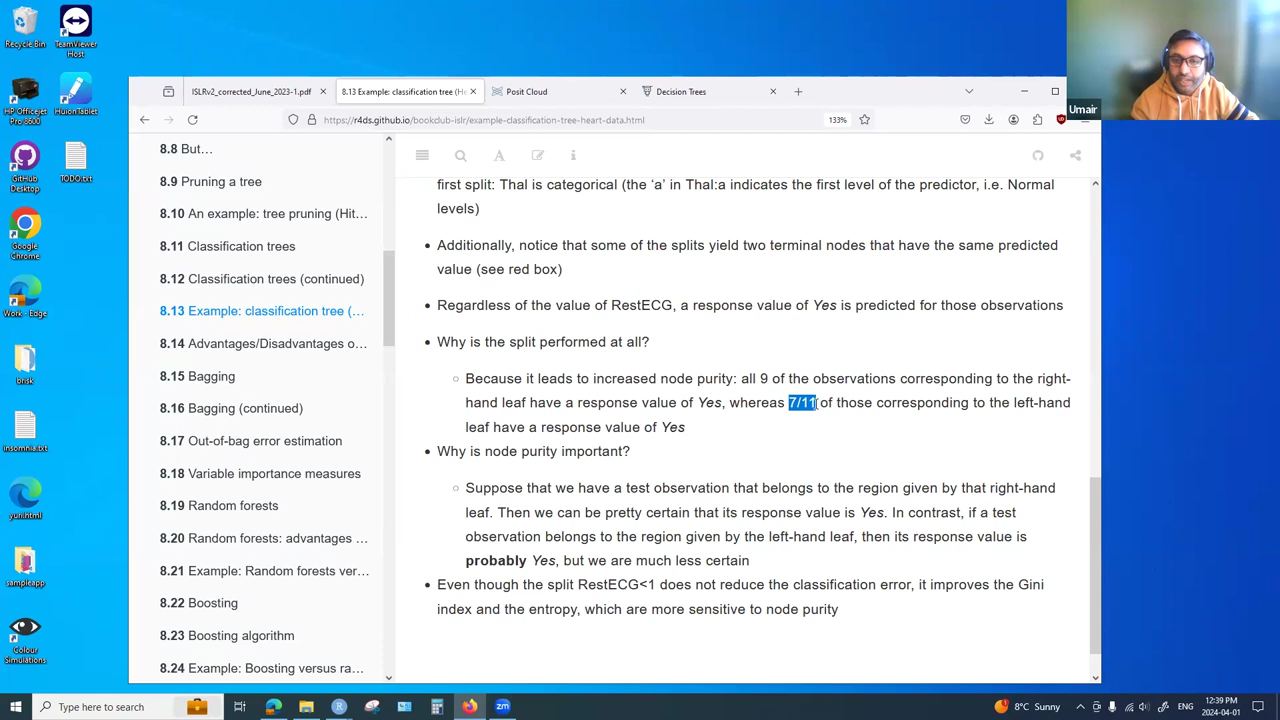 Recycle Bin
TeamViewer
Host
HP OfficeJet
Pro 8600
HuionTablet
GitHub
Desktop
TODO.txt
Google
Chrome
Work - Edge
brisk
insomnia.txt
yuni.html
sampleapp
Colour
Simulations
ISLRv2_corrected_June_2023-1.pdf
8.13 Example: classification tree (He
Posit Cloud
Decision Trees
https://r4ds.github.io/bookclub-islr/example-classification-tree-heart-data.html
133%
Umair
8.8 But…
8.9 Pruning a tree
8.10 An example: tree pruning (Hit…
8.11 Classification trees
8.12 Classification trees (continued)
8.13 Example: classification tree (…
8.14 Advantages/Disadvantages o…
8.15 Bagging
8.16 Bagging (continued)
8.17 Out-of-bag error estimation
8.18 Variable importance measures
8.19 Random forests
8.20 Random forests: advantages …
8.21 Example: Random forests ver…
8.22 Boosting
8.23 Boosting algorithm
8.24 Example: Boosting versus ra…
first split: Thal is categorical (the ‘a’ in Thal:a indicates the first level of the predictor, i.e. Normal
levels)
• Additionally, notice that some of the splits yield two terminal nodes that have the same predicted
value (see red box)
• Regardless of the value of RestECG, a response value of Yes is predicted for those observations
• Why is the split performed at all?
○ Because it leads to increased node purity: all 9 of the observations corresponding to the right-
hand leaf have a response value of Yes, whereas 7/11 of those corresponding to the left-hand
leaf have a response value of Yes
• Why is node purity important?
○ Suppose that we have a test observation that belongs to the region given by that right-hand
leaf. Then we can be pretty certain that its response value is Yes. In contrast, if a test
observation belongs to the region given by the left-hand leaf, then its response value is
probably Yes, but we are much less certain
• Even though the split RestECG<1 does not reduce the classification error, it improves the Gini
index and the entropy, which are more sensitive to node purity
Type here to search
8°C Sunny
ENG
12:39 PM
2024-04-01